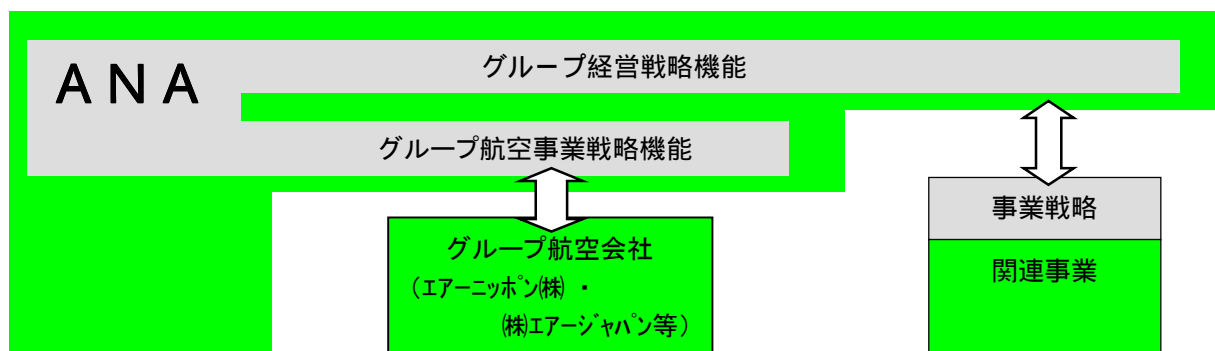 グループ経営戦略機能
ＡＮＡ
グループ航空事業戦略機能
事業戦略
グループ航空会社
関連事業
（ｴｱｰﾆｯﾎﾟﾝ㈱ ・
㈱ｴｱｰｼﾞｬﾊﾟﾝ等）